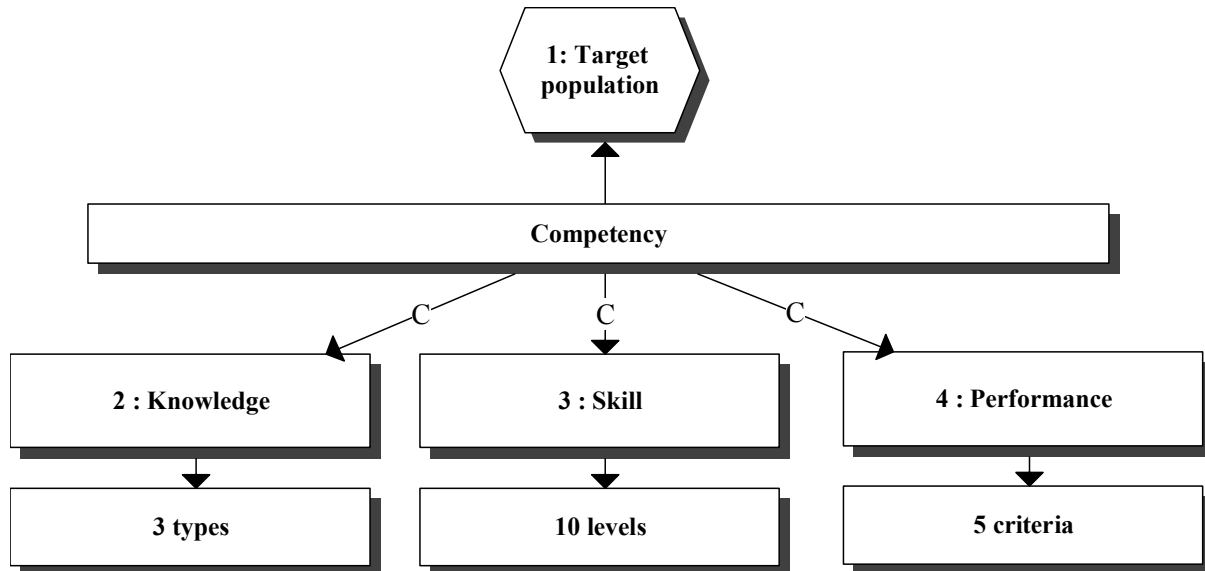 1: Target
population
Competency
C
C
C
2 : Knowledge
3 : Skill
4 : Performance
3 types
10 levels
5 criteria